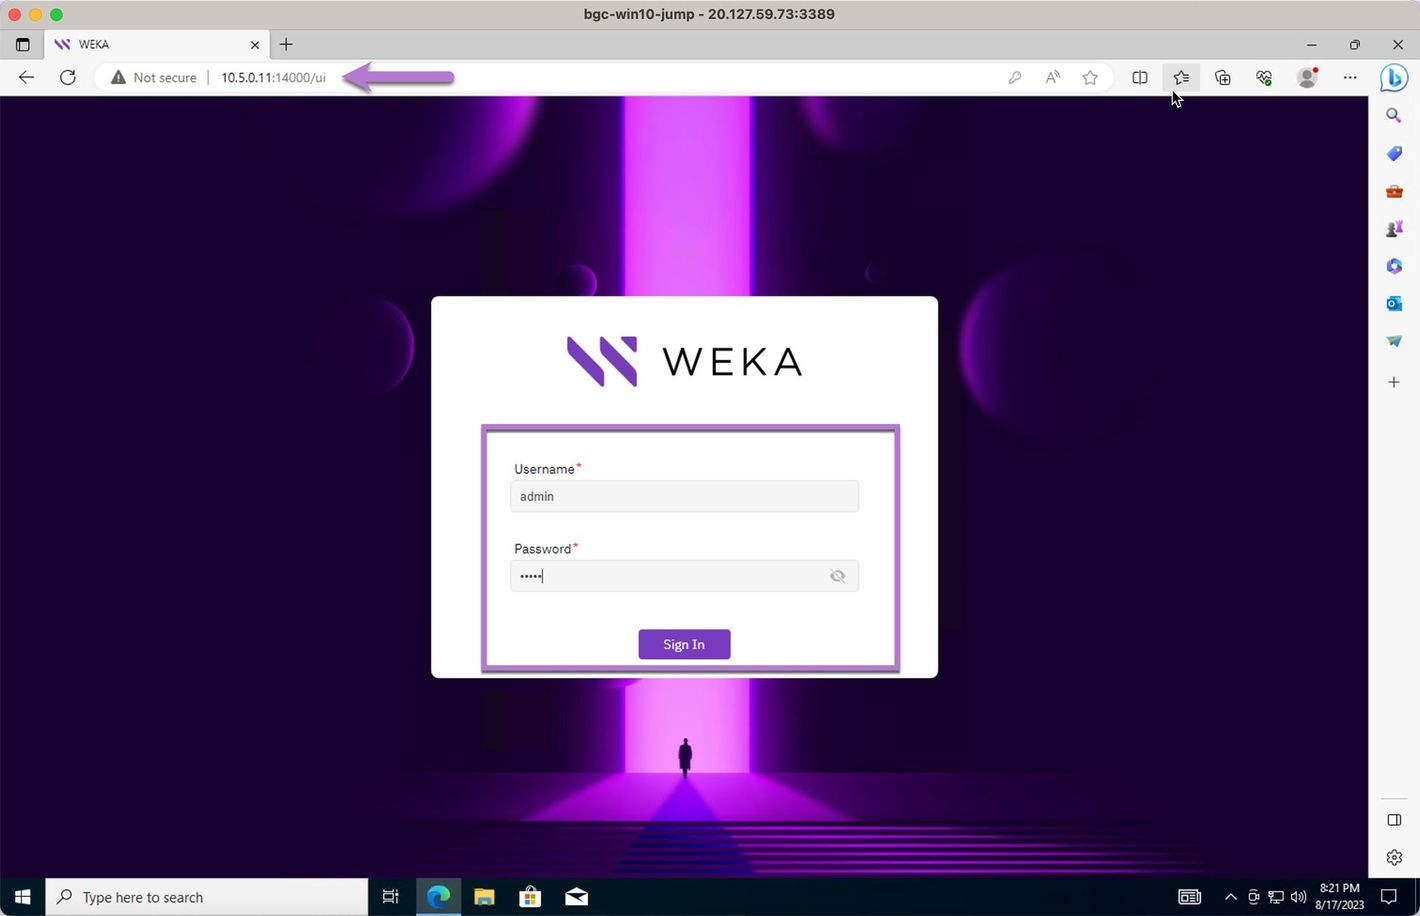 bgc-win10-jump - 20.127.59.73:3389
WEKA
Not secure
10.5.0.11:14000/ui
WEKA
Username*
admin
Password*
•••••
Sign In
Type here to search
8:21 PM
8/17/2023